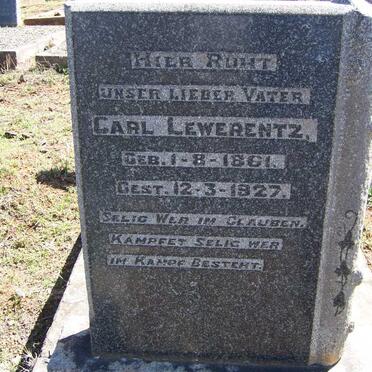 HIER RUHT
UNSER LIEBER VATER
CARL LEWERENTZ,
GEB. 1-8-1861.
GEST. 12-3-1927.
SELIG WER IM GLAUBEN.
KÄMPFET SELIG WER
IM KAMPF BESTEHT.